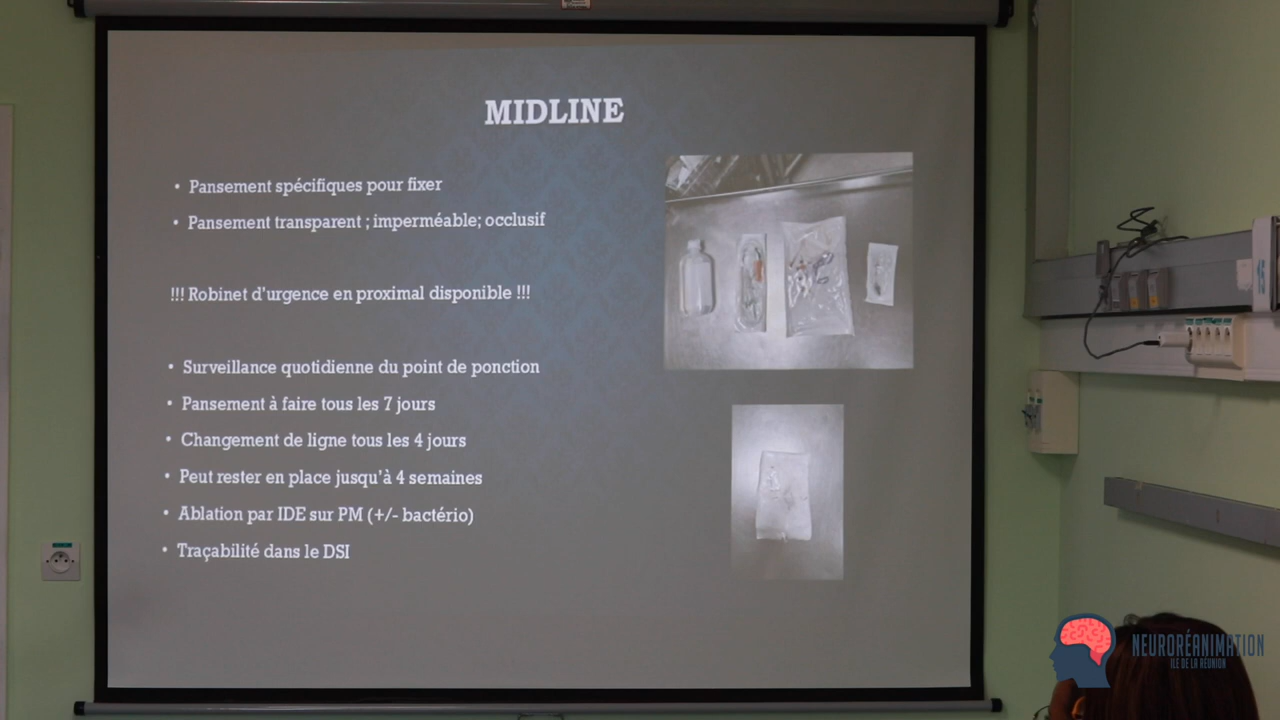 MIDLINE
• Pansement spécifiques pour fixer
• Pansement transparent ; imperméable; occlusif
!!! Robinet d'urgence en proximal disponible !!!
• Surveillance quotidienne du point de ponction
• Pansement à faire tous les 7 jours
• Changement de ligne tous les 4 jours
• Peut rester en place jusqu'à 4 semaines
• Ablation par IDE sur PM (+/- bactério)
• Traçabilité dans le DSI
NEURORÉANIMATION
ILE DE LA RÉUNION